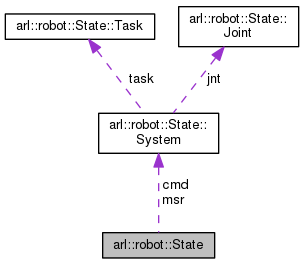 arl::robot::State::Task
arl::robot::State::
Joint
task
jnt
arl::robot::State::
System
cmd
msr
arl::robot::State